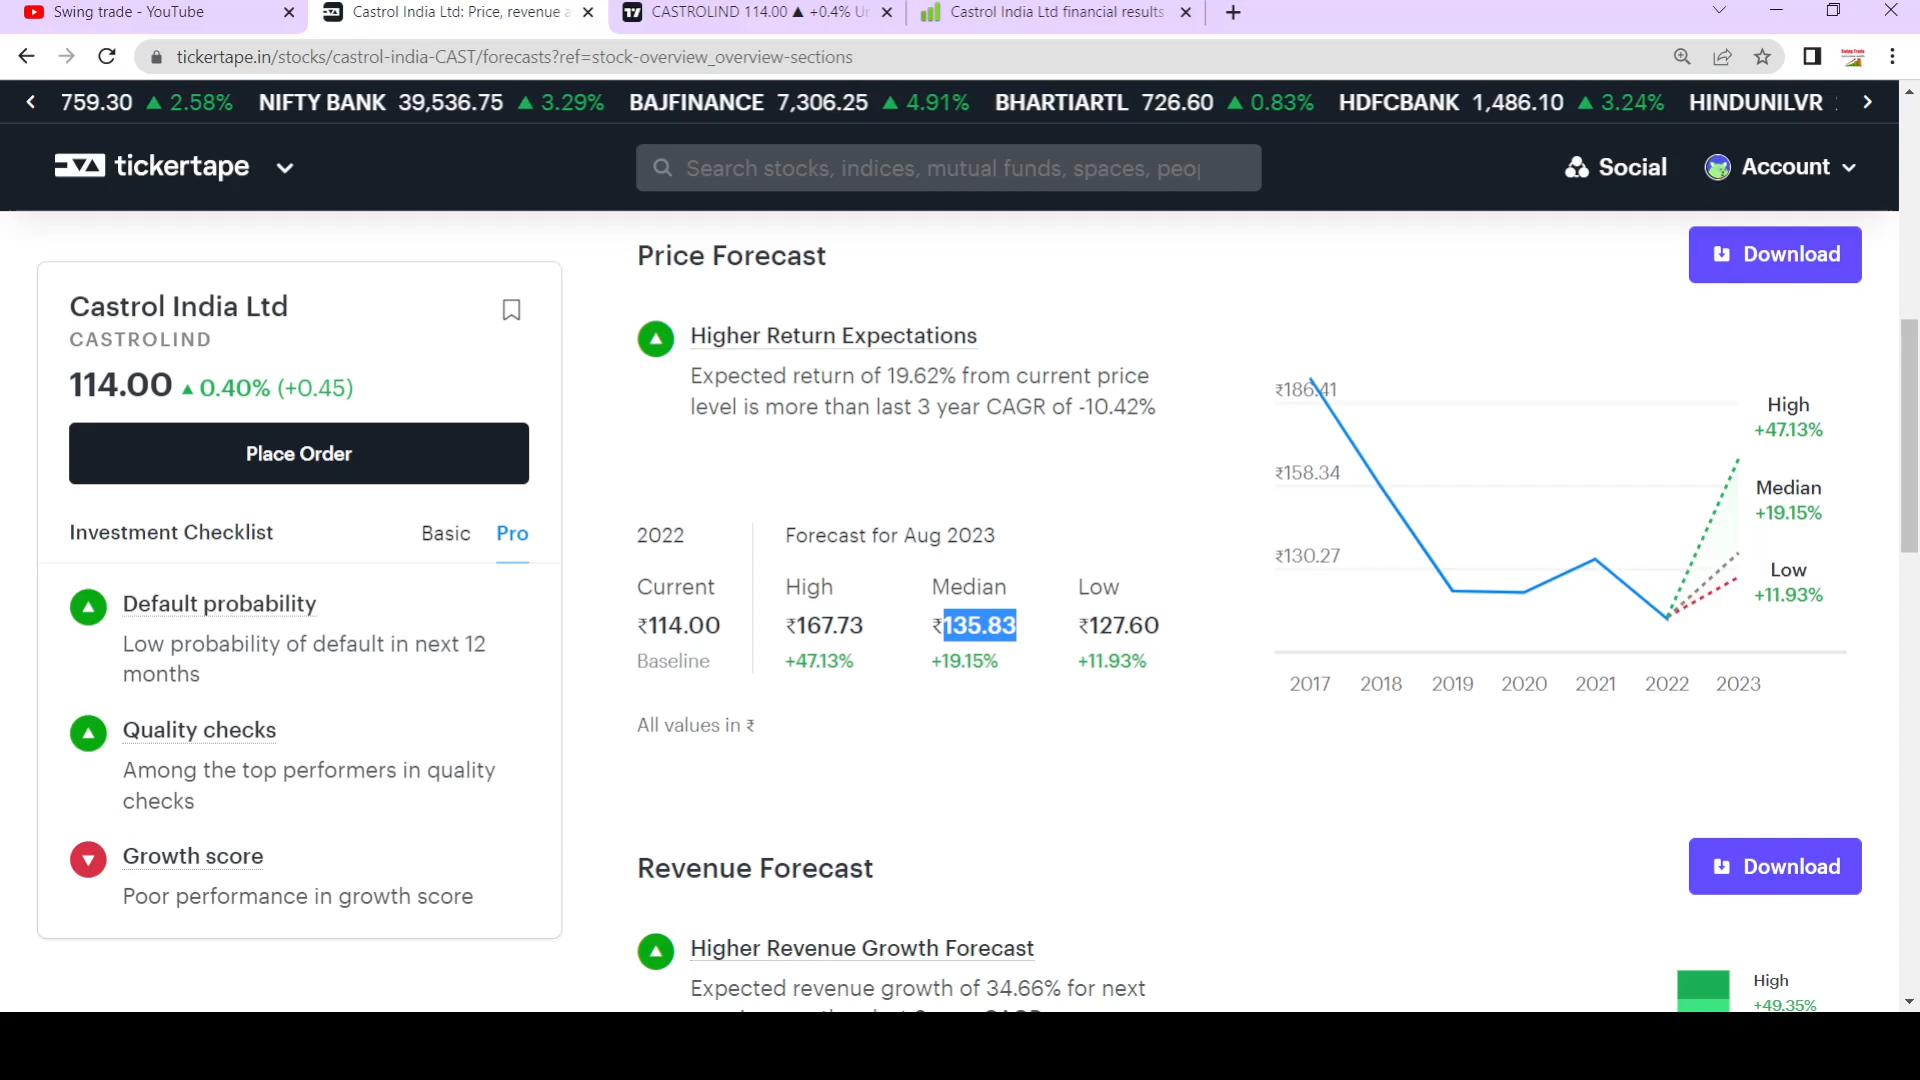 Swing trade - YouTube
Castrol India Ltd: Price, revenue a
CASTROLIND 114.00 ▲ +0.4% Un
Castrol India Ltd financial results
tickertape.in/stocks/castrol-india-CAST/forecasts?ref=stock-overview_overview-sections
759.30 ▲ 2.58% NIFTY BANK 39,536.75 ▲ 3.29% BAJFINANCE 7,306.25 ▲ 4.91% BHARTIARTL 726.60 ▲ 0.83% HDFCBANK 1,486.10 ▲ 3.24% HINDUNILVR
tickertape
Search stocks, indices, mutual funds, spaces, peo
Social
Account
Castrol India Ltd
CASTROLIND
114.00 ▲ 0.40% (+0.45)
Place Order
Investment Checklist
Basic
Pro
Default probability
Low probability of default in next 12
months
Quality checks
Among the top performers in quality
checks
Growth score
Poor performance in growth score
Price Forecast
Download
Higher Return Expectations
Expected return of 19.62% from current price
level is more than last 3 year CAGR of -10.42%
2022
Forecast for Aug 2023
Current
High
Median
Low
₹114.00
₹167.73
₹135.83
₹127.60
Baseline
+47.13%
+19.15%
+11.93%
All values in ₹
₹186.41
₹158.34
₹130.27
High
+47.13%
Median
+19.15%
Low
+11.93%
2017 2018 2019 2020 2021 2022 2023
Revenue Forecast
Download
Higher Revenue Growth Forecast
Expected revenue growth of 34.66% for next
High
+49.35%